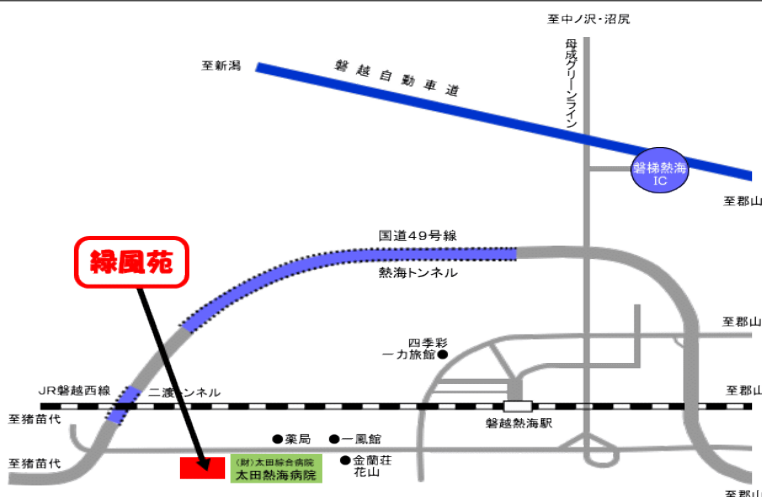 至中ノ沢・沼尻
母成グリーンライン
至新潟
磐越自動車道
磐梯熱海
IC
至郡山
国道49号線
緑風苑
熱海トンネル
至郡山
四季彩
一力旅館●
JR磐越西線
二渡トンネル
至郡山
至猪苗代
磐越熱海駅
●薬局
●一風館
至猪苗代
(財)太田綜合病院
太田熱海病院
●金蘭荘
花山
至郡山